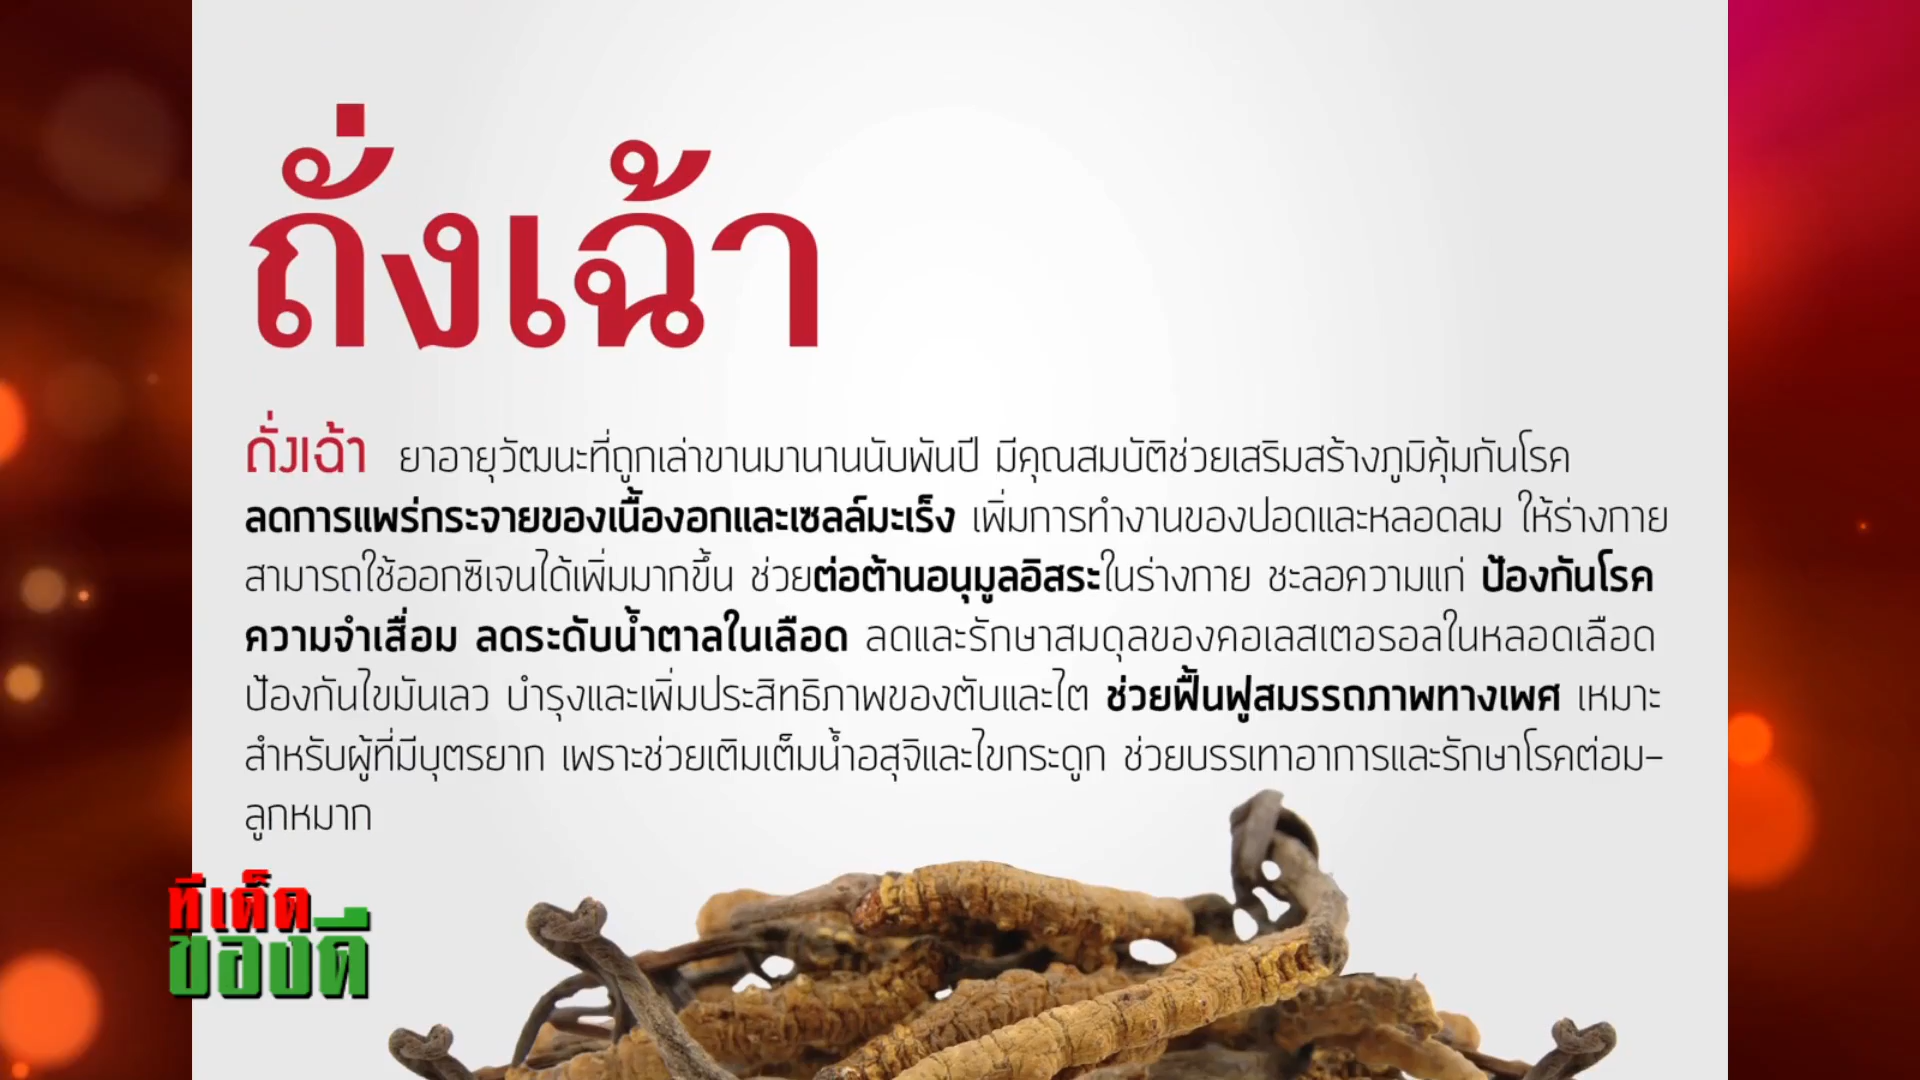 ถั่งเฉ้า
ถั่งเฉ้า ยาอายุวัฒนะที่ถูกเล่าขานมานานนับพันปี มีคุณสมบัติช่วยเสริมสร้างภูมิคุ้มกันโรค
ลดการแพร่กระจายของเนื้องอกและเซลล์มะเร็ง เพิ่มการทำงานของปอดและหลอดลม ให้ร่างกาย
สามารถใช้ออกซิเจนได้เพิ่มมากขึ้น ช่วยต่อต้านอนุมูลอิสระในร่างกาย ชะลอความแก่ ป้องกันโรค
ความจำเสื่อม ลดระดับน้ำตาลในเลือด ลดและรักษาสมดุลของคอเลสเตอรอลในหลอดเลือด
ป้องกันไขมันเลว บำรุงและเพิ่มประสิทธิภาพของตับและไต ช่วยฟื้นฟูสมรรถภาพทางเพศ เหมาะ
สำหรับผู้ที่มีบุตรยาก เพราะช่วยเติมเต็มน้ำอสุจิและไขกระดูก ช่วยบรรเทาอาการและรักษาโรคต่อม-
ลูกหมาก
ทีเด็ด
ของดี